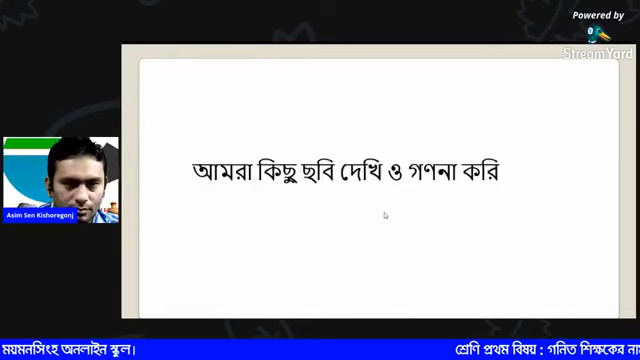 Powered by
StreamYard
আমরা কিছু ছবি দেখি ও গণনা করি
Asim Sen Kishoregonj
ময়মনসিংহ অনলাইন স্কুল। শ্রেণি প্রথম বিষয় : গনিত শিক্ষকের